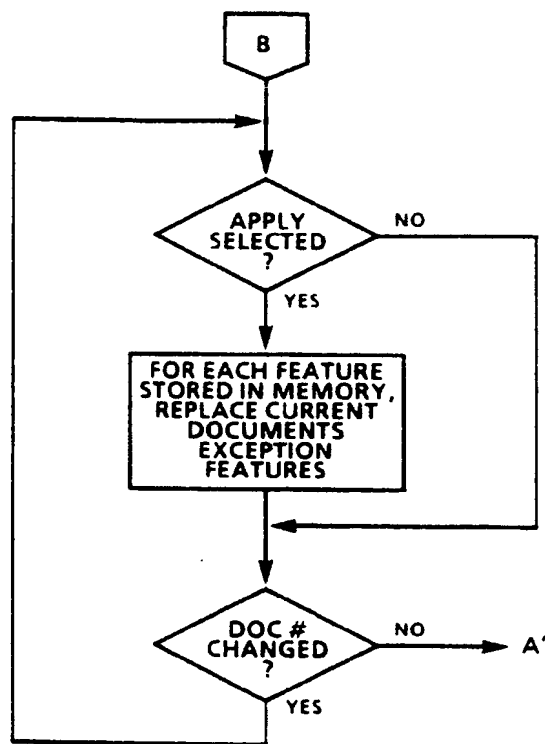 B
APPLY
SELECTED
?
NO
YES
FOR EACH FEATURE
STORED IN MEMORY,
REPLACE CURRENT
DOCUMENTS
EXCEPTION
FEATURES
DOC #
CHANGED
?
NO
A'
YES